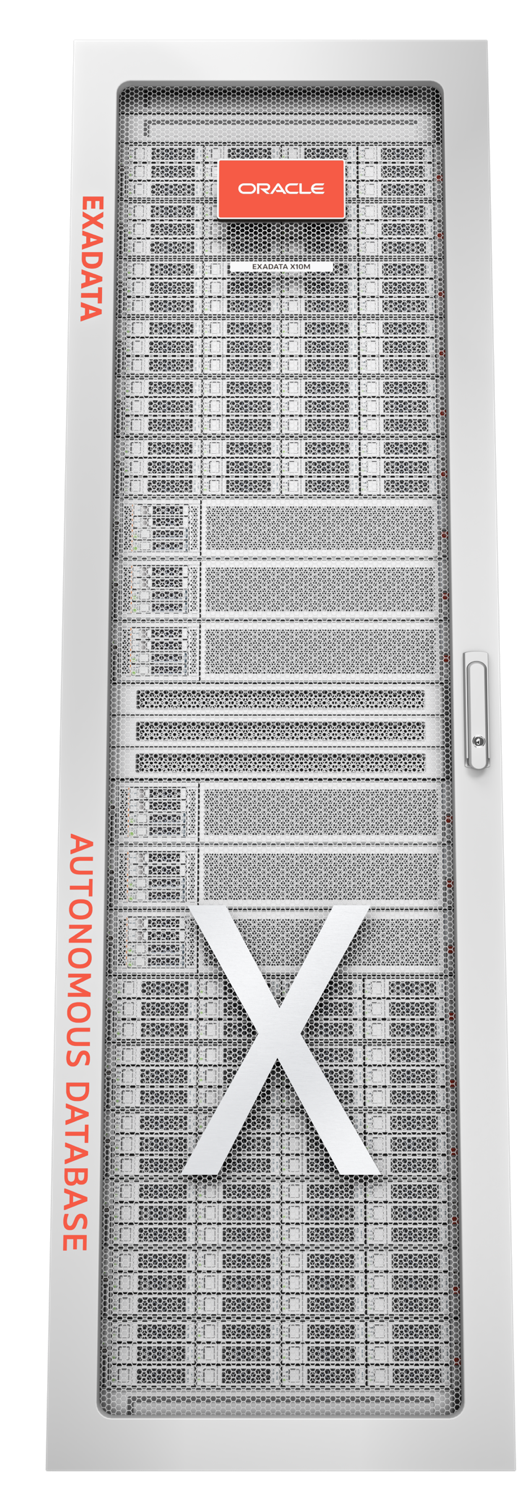 ORACLE
EXADATA X10M
EXADATA
AUTONOMOUS DATABASE
X